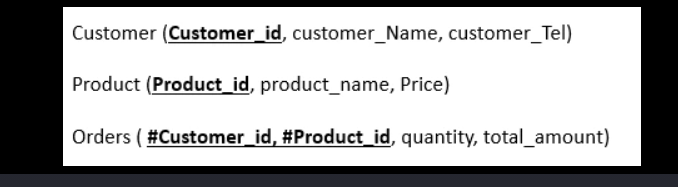 Customer (Customer_id, customer_Name, customer_Tel)
Product (Product_id, product_name, Price)
Orders ( #Customer_id, #Product_id, quantity, total_amount)